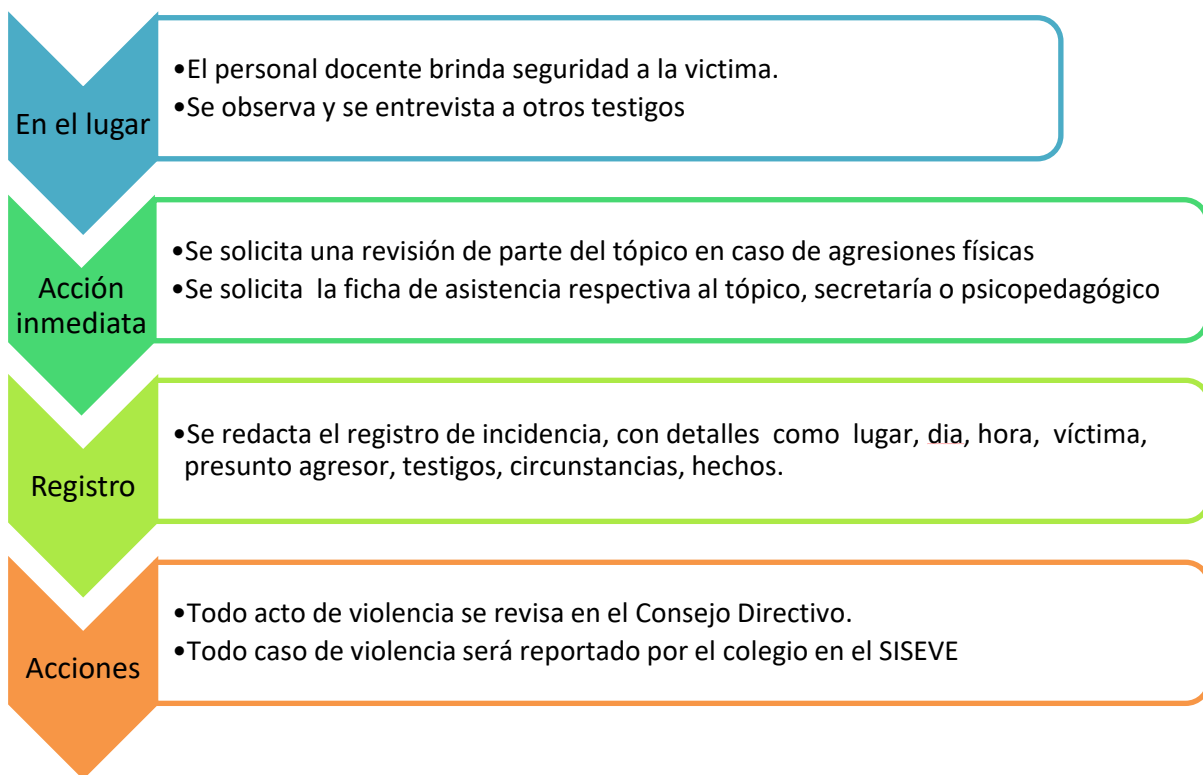 En el lugar
•El personal docente brinda seguridad a la victima.
•Se observa y se entrevista a otros testigos
Acción
inmediata
•Se solicita una revisión de parte del tópico en caso de agresiones físicas
•Se solicita  la ficha de asistencia respectiva al tópico, secretaría o psicopedagógico
Registro
•Se redacta el registro de incidencia, con detalles  como  lugar, dia, hora,  víctima,
presunto agresor, testigos, circunstancias, hechos.
Acciones
•Todo acto de violencia se revisa en el Consejo Directivo.
•Todo caso de violencia será reportado por el colegio en el SISEVE